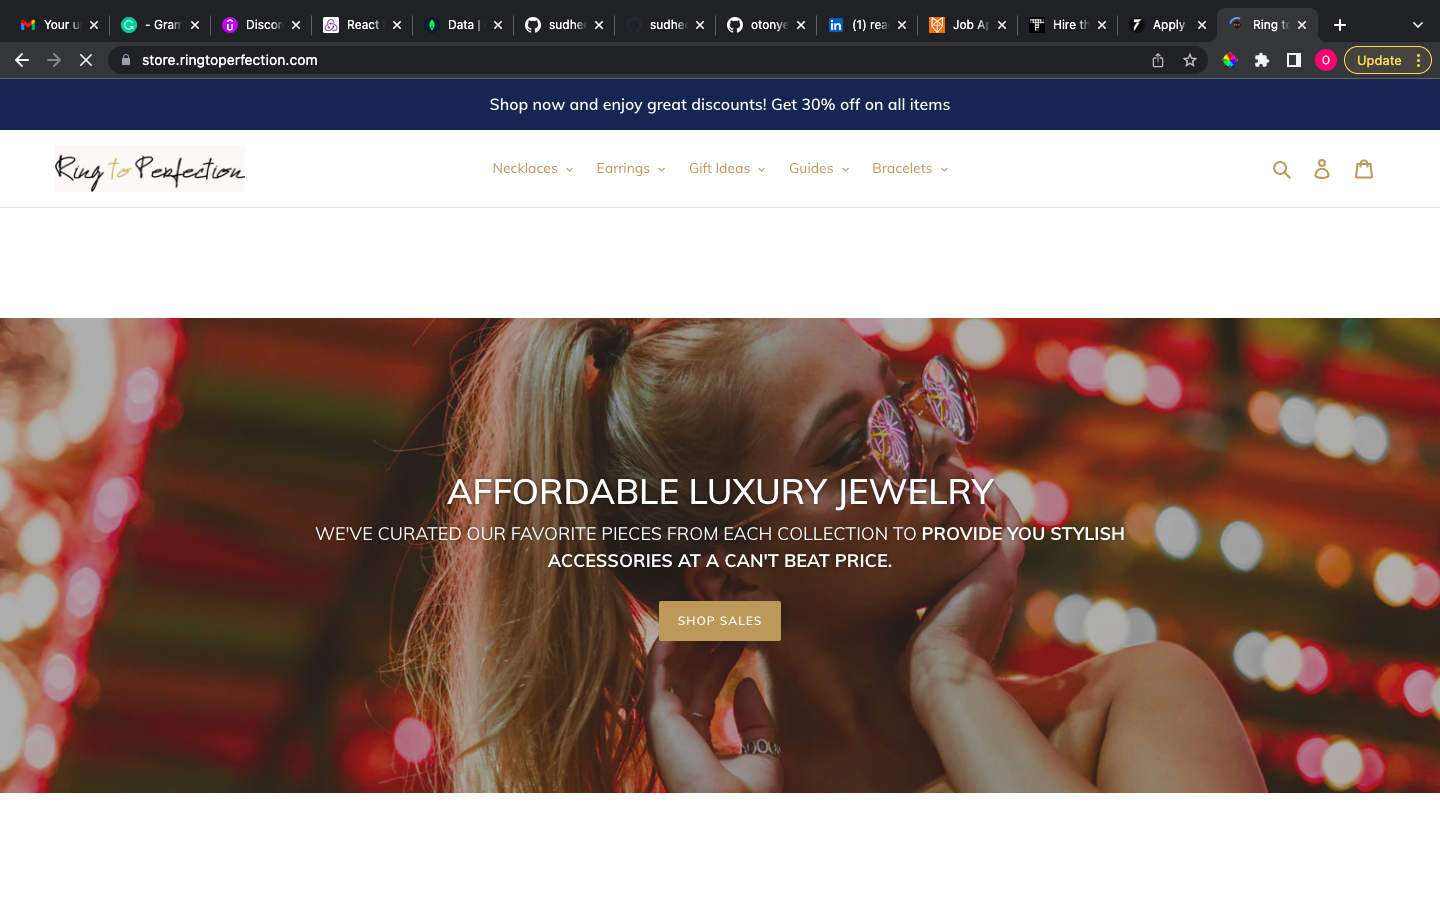 Your u
- Gram
Discor
React
Data |
sudhe
sudhe
otonye
(1) rea
Job Ap
Hire th
Apply
Ring to
store.ringtoperfection.com
O
Update
Shop now and enjoy great discounts! Get 30% off on all items
Ring to Perfection
Necklaces
Earrings
Gift Ideas
Guides
Bracelets
AFFORDABLE LUXURY JEWELRY
WE'VE CURATED OUR FAVORITE PIECES FROM EACH COLLECTION TO PROVIDE YOU STYLISH
ACCESSORIES AT A CAN'T BEAT PRICE.
SHOP SALES